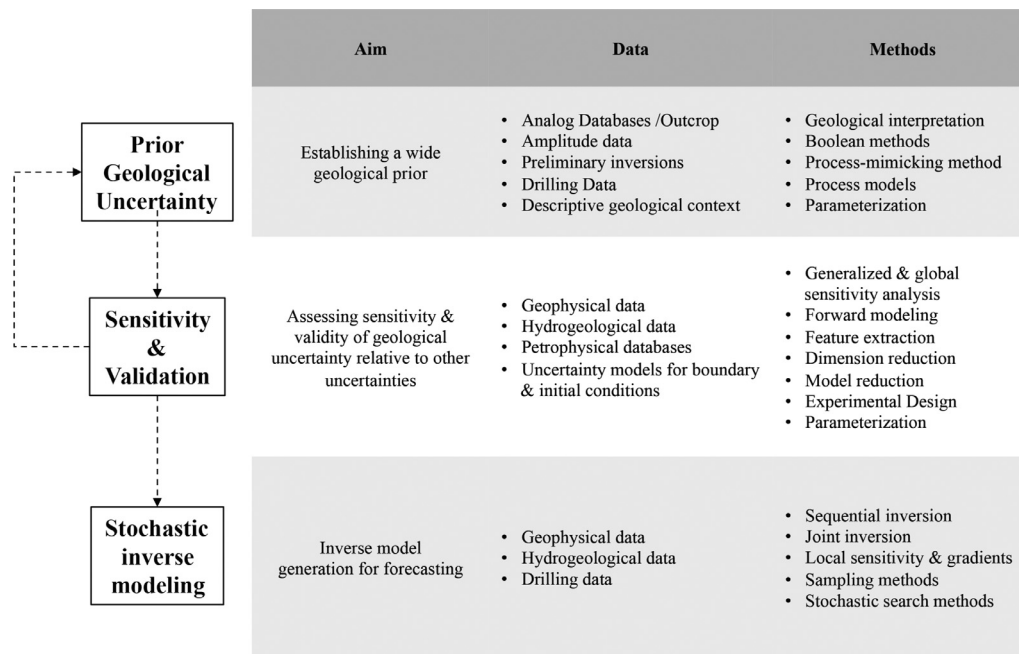 Aim
Data
Methods
Prior
Geological
Uncertainty
Establishing a wide
geological prior
• Analog Databases /Outcrop
• Amplitude data
• Preliminary inversions
• Drilling Data
• Descriptive geological context
• Geological interpretation
• Boolean methods
• Process-mimicking method
• Process models
• Parameterization
Sensitivity
&
Validation
Assessing sensitivity &
validity of geological
uncertainty relative to other
uncertainties
• Geophysical data
• Hydrogeological data
• Petrophysical databases
• Uncertainty models for boundary
& initial conditions
• Generalized & global
sensitivity analysis
• Forward modeling
• Feature extraction
• Dimension reduction
• Model reduction
• Experimental Design
• Parameterization
Stochastic
inverse
modeling
Inverse model
generation for forecasting
• Geophysical data
• Hydrogeological data
• Drilling data
• Sequential inversion
• Joint inversion
• Local sensitivity & gradients
• Sampling methods
• Stochastic search methods